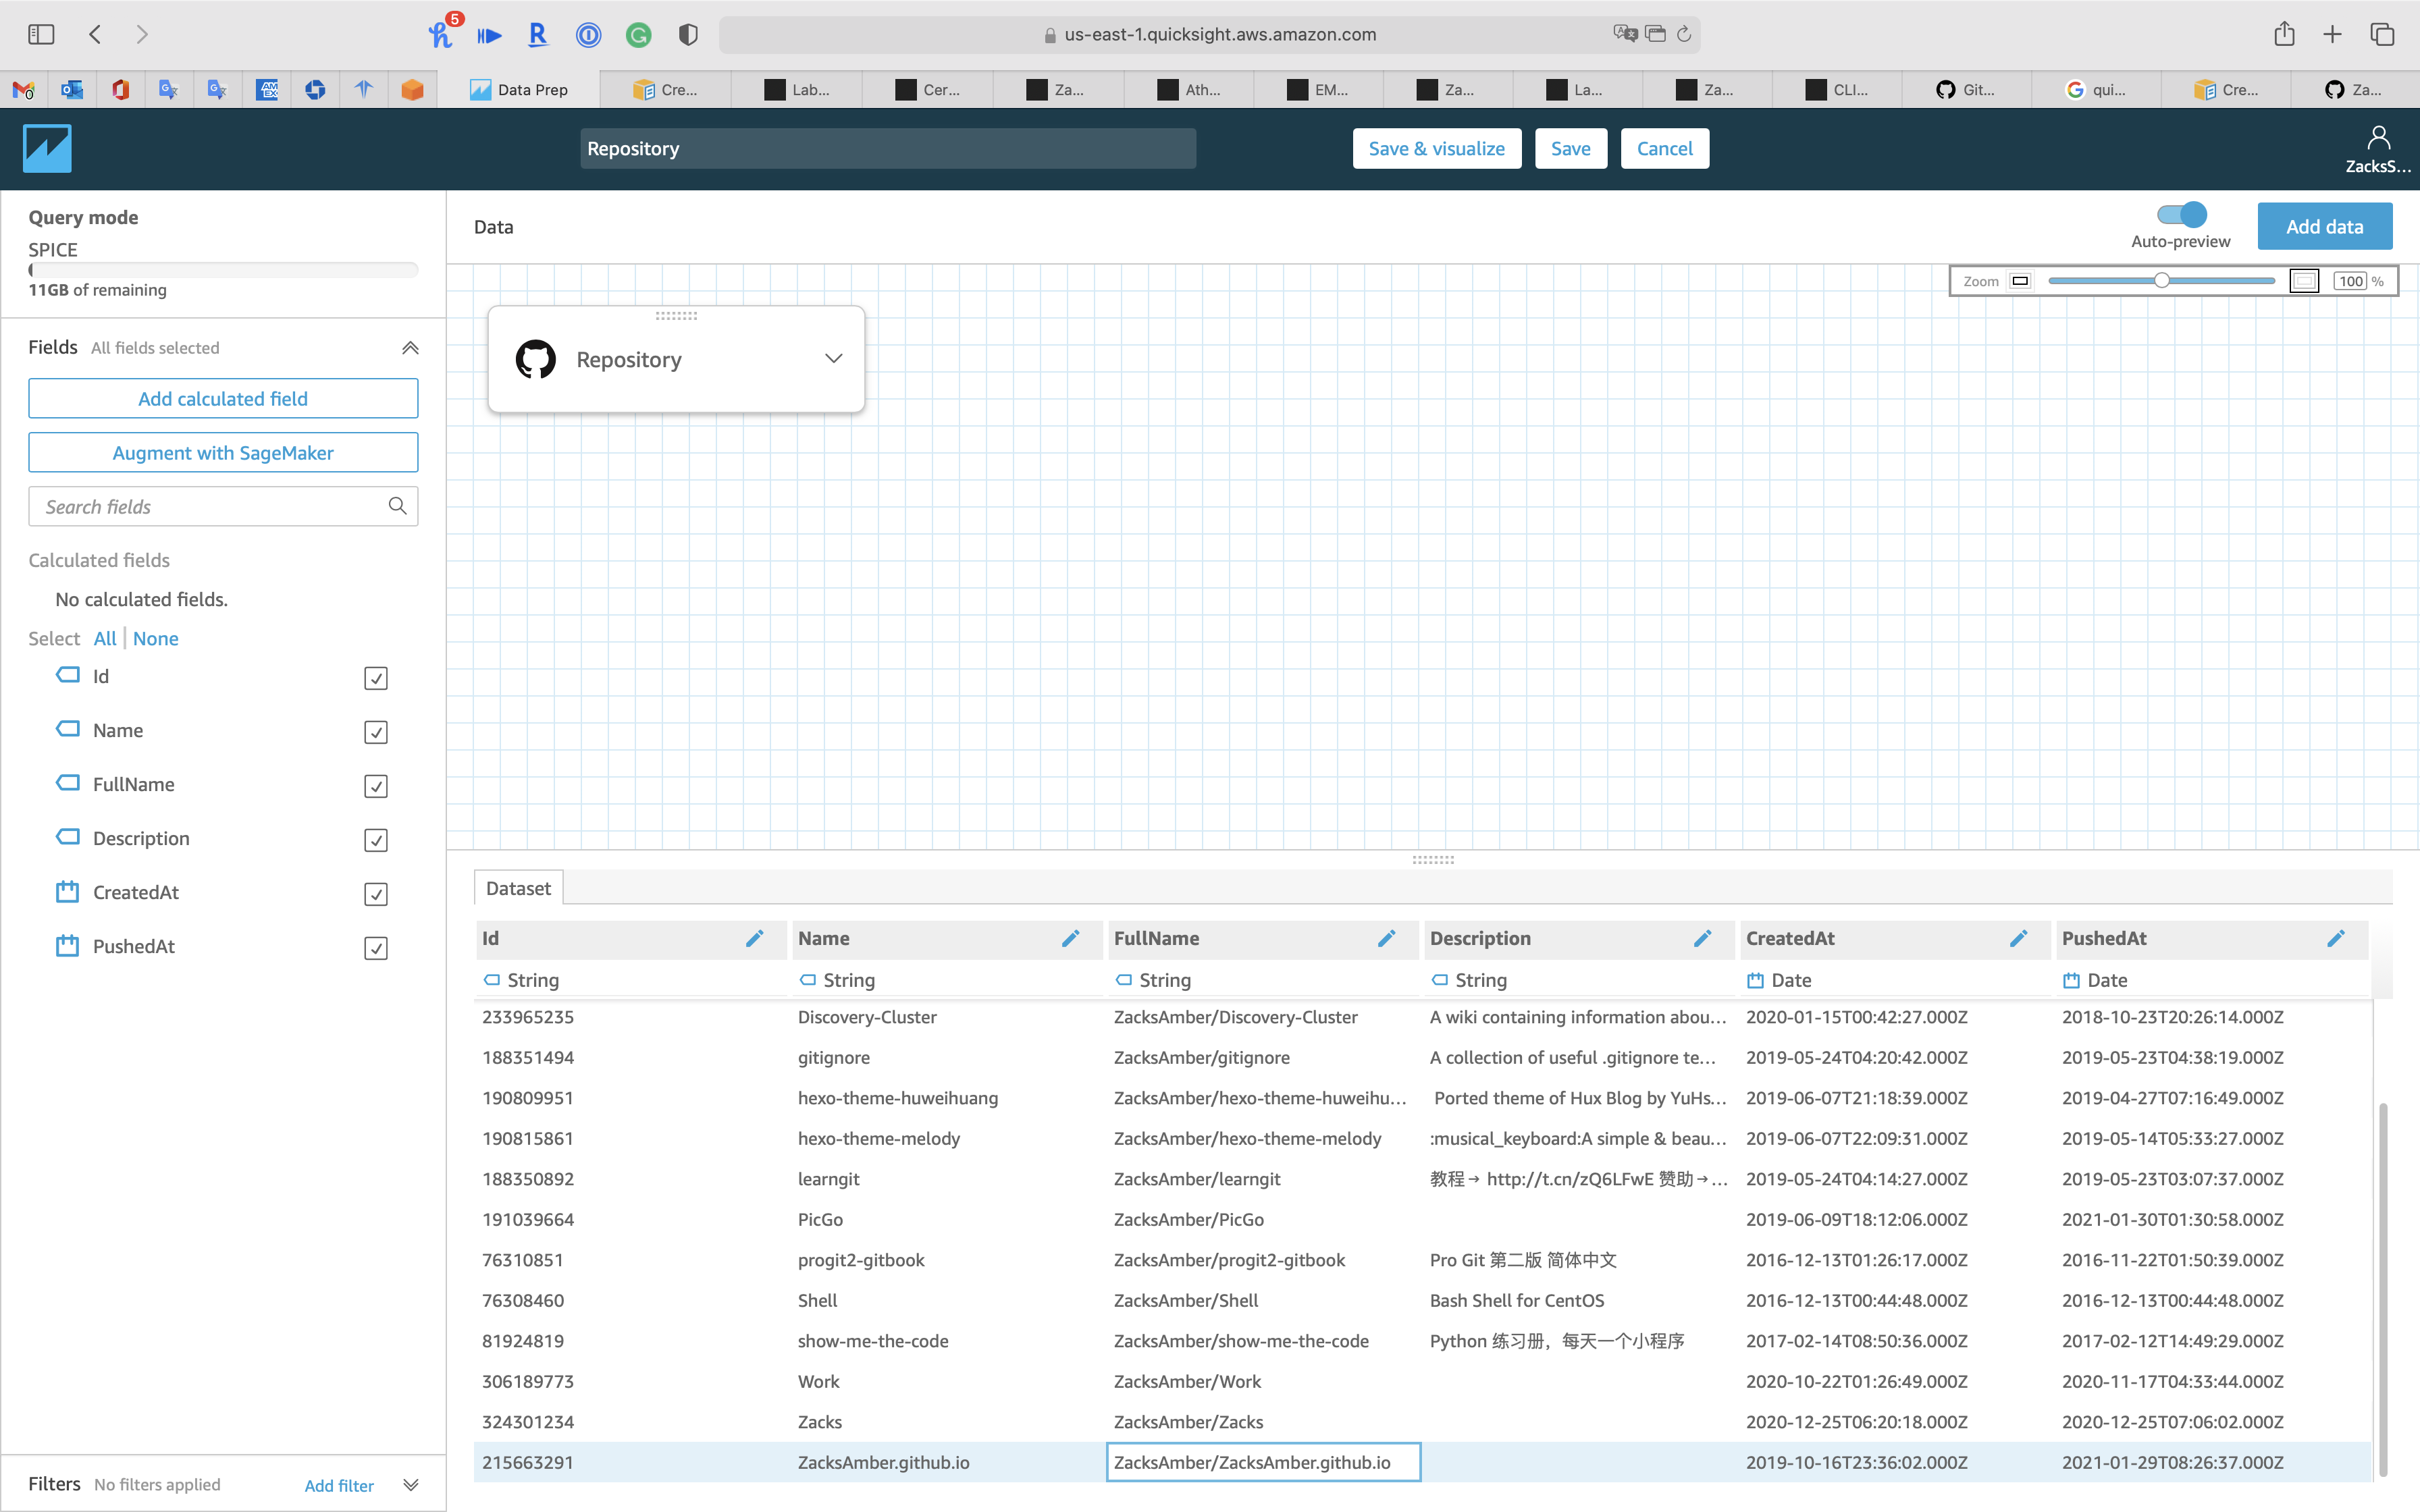 5
us-east-1.quicksight.aws.amazon.com
Data Prep
Cre...
Lab...
Cer...
Za...
Ath...
EM...
Za...
La...
Za...
CLI...
Git...
qui...
Cre...
Za...
Repository
Save & visualize
Save
Cancel
ZacksS...
Query mode
SPICE
11GB of remaining
Data
Auto-preview
Add data
Zoom
100 %
Fields All fields selected
Add calculated field
Augment with SageMaker
Search fields
Calculated fields
No calculated fields.
Select All | None
Id
Name
FullName
Description
CreatedAt
PushedAt
Filters No filters applied Add filter
Repository
Dataset
Id Name FullName Description CreatedAt PushedAt
String String String String Date Date
233965235 Discovery-Cluster ZacksAmber/Discovery-Cluster A wiki containing information abou... 2020-01-15T00:42:27.000Z 2018-10-23T20:26:14.000Z
188351494 gitignore ZacksAmber/gitignore A collection of useful .gitignore te... 2019-05-24T04:20:42.000Z 2019-05-23T04:38:19.000Z
190809951 hexo-theme-huweihuang ZacksAmber/hexo-theme-huweihu... Ported theme of Hux Blog by YuHs... 2019-06-07T21:18:39.000Z 2019-04-27T07:16:49.000Z
190815861 hexo-theme-melody ZacksAmber/hexo-theme-melody :musical_keyboard:A simple & beau... 2019-06-07T22:09:31.000Z 2019-05-14T05:33:27.000Z
188350892 learngit ZacksAmber/learngit 教程→ http://t.cn/zQ6LFwE 赞助→... 2019-05-24T04:14:27.000Z 2019-05-23T03:07:37.000Z
191039664 PicGo ZacksAmber/PicGo 2019-06-09T18:12:06.000Z 2021-01-30T01:30:58.000Z
76310851 progit2-gitbook ZacksAmber/progit2-gitbook Pro Git 第二版 简体中文 2016-12-13T01:26:17.000Z 2016-11-22T01:50:39.000Z
76308460 Shell ZacksAmber/Shell Bash Shell for CentOS 2016-12-13T00:44:48.000Z 2016-12-13T00:44:48.000Z
81924819 show-me-the-code ZacksAmber/show-me-the-code Python 练习册，每天一个小程序 2017-02-14T08:50:36.000Z 2017-02-12T14:49:29.000Z
306189773 Work ZacksAmber/Work 2020-10-22T01:26:49.000Z 2020-11-17T04:33:44.000Z
324301234 Zacks ZacksAmber/Zacks 2020-12-25T06:20:18.000Z 2020-12-25T07:06:02.000Z
215663291 ZacksAmber.github.io ZacksAmber/ZacksAmber.github.io 2019-10-16T23:36:02.000Z 2021-01-29T08:26:37.000Z